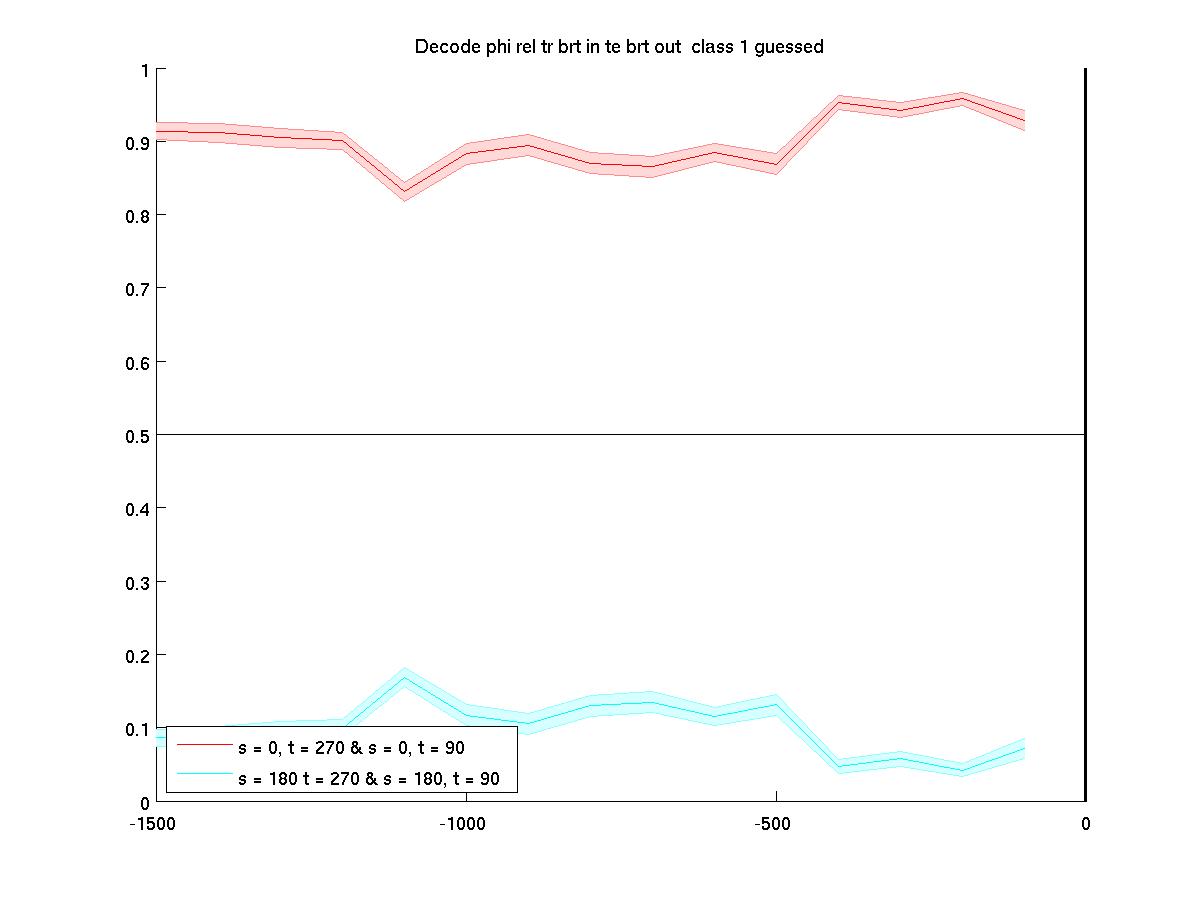 Decode phi rel tr brt in te brt out  class 1 guessed
1
0.9
0.8
0.7
0.6
0.5
0.4
0.3
0.2
0.1
0
s = 0, t = 270 & s = 0, t = 90
s = 180 t = 270 & s = 180, t = 90
-1500 -1000 -500 0